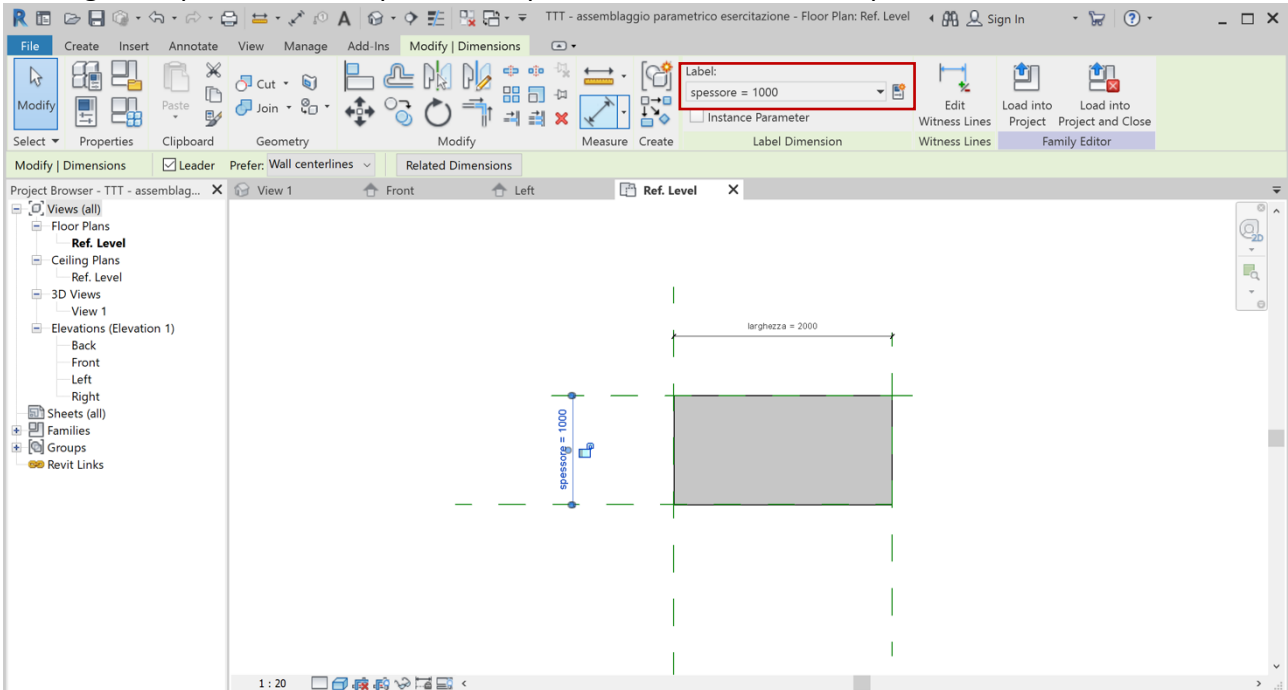 TTT - assemblaggio parametrico esercitazione - Floor Plan: Ref. Level
Sign In
File Create Insert Annotate View Manage Add-Ins Modify | Dimensions
Modify
Paste
Cut
Join
Label:
spessore = 1000
Instance Parameter
Edit
Witness Lines
Load into
Project
Load into
Project and Close
Select Properties Clipboard Geometry Modify Measure Create Label Dimension Witness Lines Family Editor
Modify | Dimensions Leader Prefer: Wall centerlines Related Dimensions
Project Browser - TTT - assemblag...
View 1 Front Left Ref. Level
Views (all)
Floor Plans
Ref. Level
Ceiling Plans
Ref. Level
3D Views
View 1
Elevations (Elevation 1)
Back
Front
Left
Right
Sheets (all)
Families
Groups
Revit Links
2D
larghezza = 2000
spessore = 1000
1 : 20